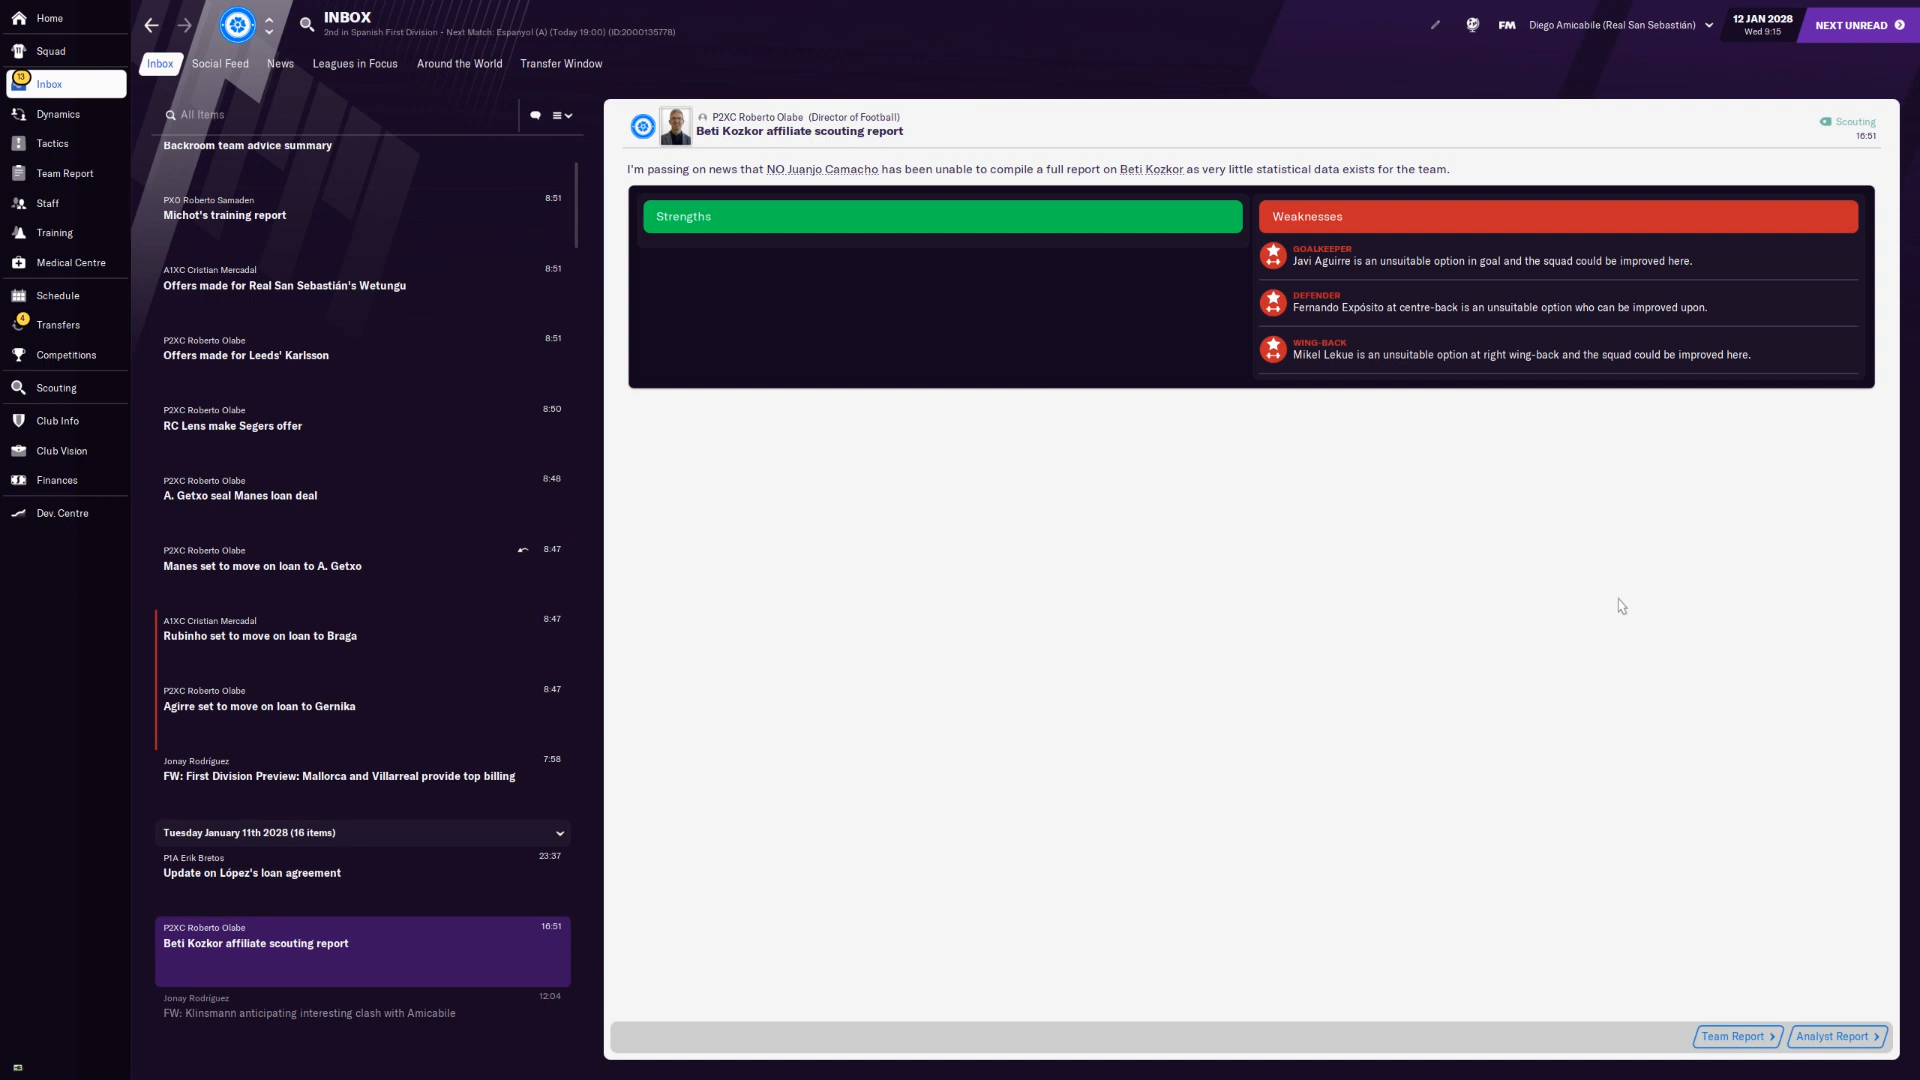 Home
Squad
13
Inbox
Dynamics
Tactics
Team Report
Staff
Training
Medical Centre
Schedule
4
Transfers
Competitions
Scouting
Club Info
Club Vision
Finances
Dev. Centre
INBOX
2nd in Spanish First Division - Next Match: Espanyol (A) (Today 19:00) (ID:2000135778)
FM
Diego Amicabile (Real San Sebastián)
12 JAN 2028
Wed 9:15
NEXT UNREAD
Inbox
Social Feed
News
Leagues in Focus
Around the World
Transfer Window
All Items
Backroom team advice summary
PX0 Roberto Samaden
8:51
Michot's training report
A1XC Cristian Mercadal
8:51
Offers made for Real San Sebastián's Wetungu
P2XC Roberto Olabe
8:51
Offers made for Leeds' Karlsson
P2XC Roberto Olabe
8:50
RC Lens make Segers offer
P2XC Roberto Olabe
8:48
A. Getxo seal Manes loan deal
P2XC Roberto Olabe
8:47
Manes set to move on loan to A. Getxo
A1XC Cristian Mercadal
8:47
Rubinho set to move on loan to Braga
P2XC Roberto Olabe
8:47
Agirre set to move on loan to Gernika
Jonay Rodríguez
7:58
FW: First Division Preview: Mallorca and Villarreal provide top billing
Tuesday January 11th 2028 (16 items)
P1A Erik Bretos
23:37
Update on López's loan agreement
P2XC Roberto Olabe
16:51
Beti Kozkor affiliate scouting report
Jonay Rodríguez
12:04
FW: Klinsmann anticipating interesting clash with Amicabile
P2XC Roberto Olabe (Director of Football)
Beti Kozkor affiliate scouting report
Scouting
16:51
I'm passing on news that NO Juanjo Camacho has been unable to compile a full report on Beti Kozkor as very little statistical data exists for the team.
Strengths
Weaknesses
GOALKEEPER
Javi Aguirre is an unsuitable option in goal and the squad could be improved here.
DEFENDER
Fernando Expósito at centre-back is an unsuitable option who can be improved upon.
WING-BACK
Mikel Lekue is an unsuitable option at right wing-back and the squad could be improved here.
Team Report
Analyst Report